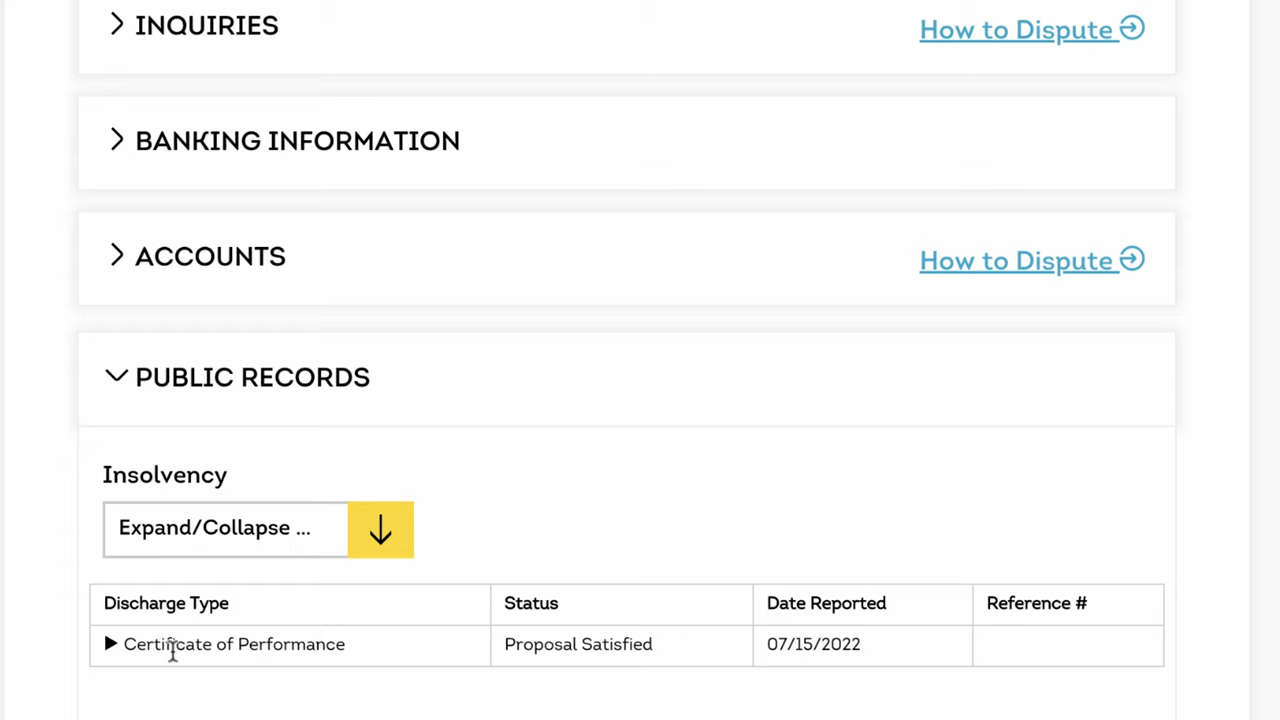 INQUIRIES
How to Dispute
BANKING INFORMATION
ACCOUNTS
How to Dispute
PUBLIC RECORDS
Insolvency
Expand/Collapse ...
Discharge Type Status Date Reported Reference #
Certificate of Performance Proposal Satisfied 07/15/2022